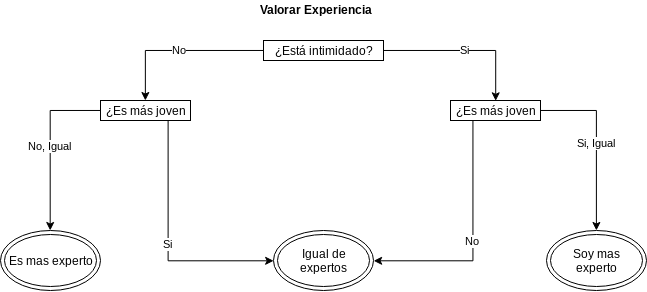 Valorar Experiencia
No
¿Está intimidado?
Si
¿Es más joven
¿Es más joven
No, Igual
Si, Igual
Si
No
Es mas experto
Igual de
expertos
Soy mas
experto